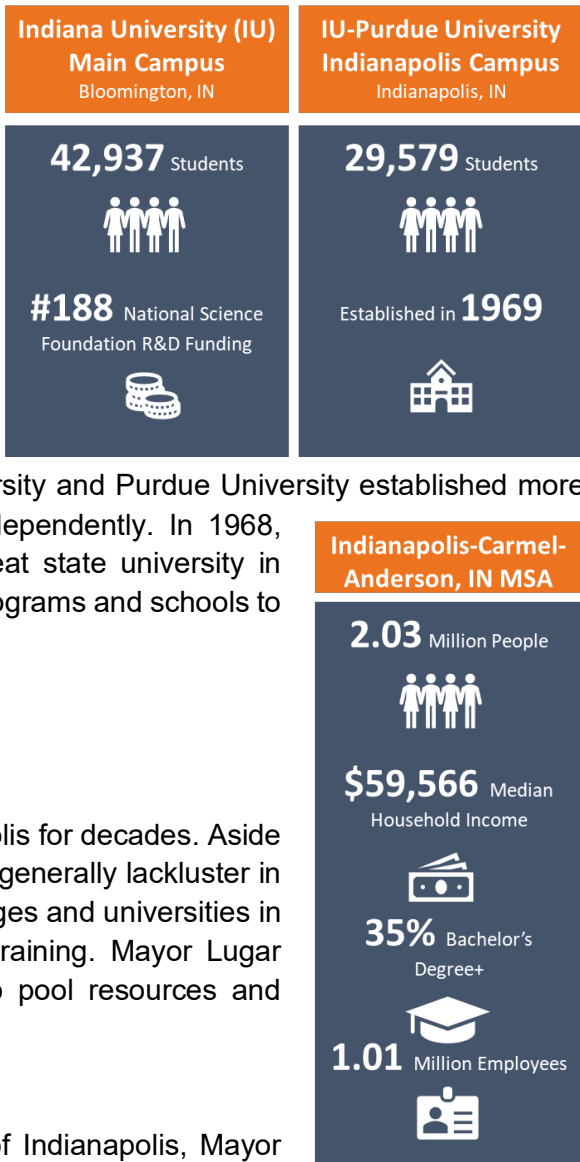 Indiana University (IU)
Main Campus
Bloomington, IN
42,937 Students
#188 National Science
Foundation R&D Funding
IU-Purdue University
Indianapolis Campus
Indianapolis, IN
29,579 Students
Established in 1969
rsity and Purdue University established more
dependently. In 1968,
eat state university in
ograms and schools to
olis for decades. Aside
generally lackluster in
ges and universities in
raining. Mayor Lugar
o pool resources and
of Indianapolis, Mayor
Indianapolis-Carmel-
Anderson, IN MSA
2.03 Million People
$59,566 Median
Household Income
35% Bachelor's
Degree+
1.01 Million Employees